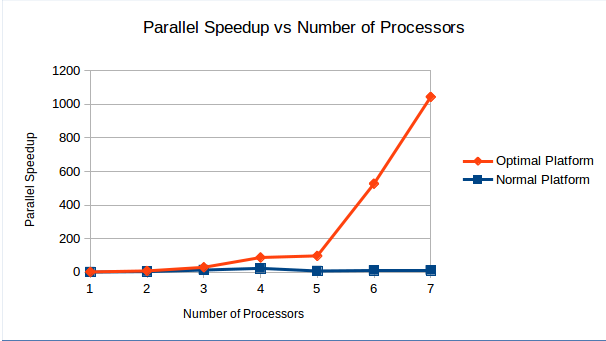 Parallel Speedup vs Number of Processors
1200
1000
800
600
400
200
0
Parallel Speedup
1 2 3 4 5 6 7
Number of Processors
Optimal Platform
Normal Platform